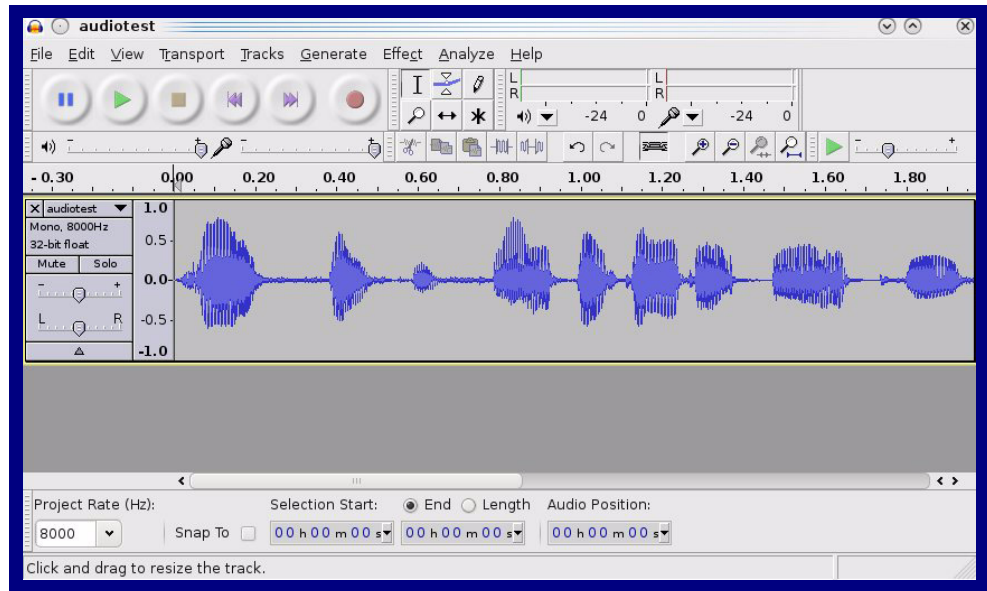 audiotest
File Edit View Transport Tracks Generate Effect Analyze Help
L
R
-24 0
L
R
-24 0
- 0.30 0.00 0.20 0.40 0.60 0.80 1.00 1.20 1.40 1.60 1.80
X audiotest
Mono, 8000Hz
32-bit float
Mute Solo
- +
L R
1.0
0.5
0.0
-0.5
-1.0
Project Rate (Hz): Selection Start: End Length Audio Position:
8000 Snap To 00 h 00 m 00 s 00 h 00 m 00 s 00 h 00 m 00 s
Click and drag to resize the track.